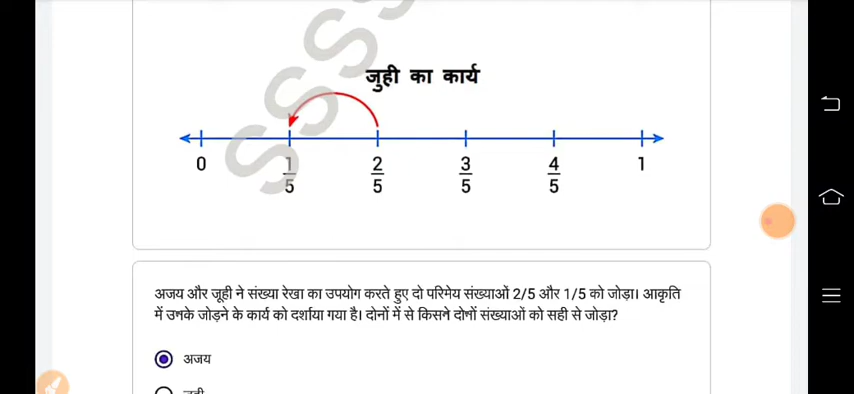 जुही का कार्य
0 1/5 2/5 3/5 4/5 1
SSSS
अजय और जूही ने संख्या रेखा का उपयोग करते हुए दो परिमेय संख्याओं 2/5 और 1/5 को जोड़ा। आकृति
में उनके जोड़ने के कार्य को दर्शाया गया है। दोनों में से किसने दोनों संख्याओं को सही से जोड़ा?
अजय